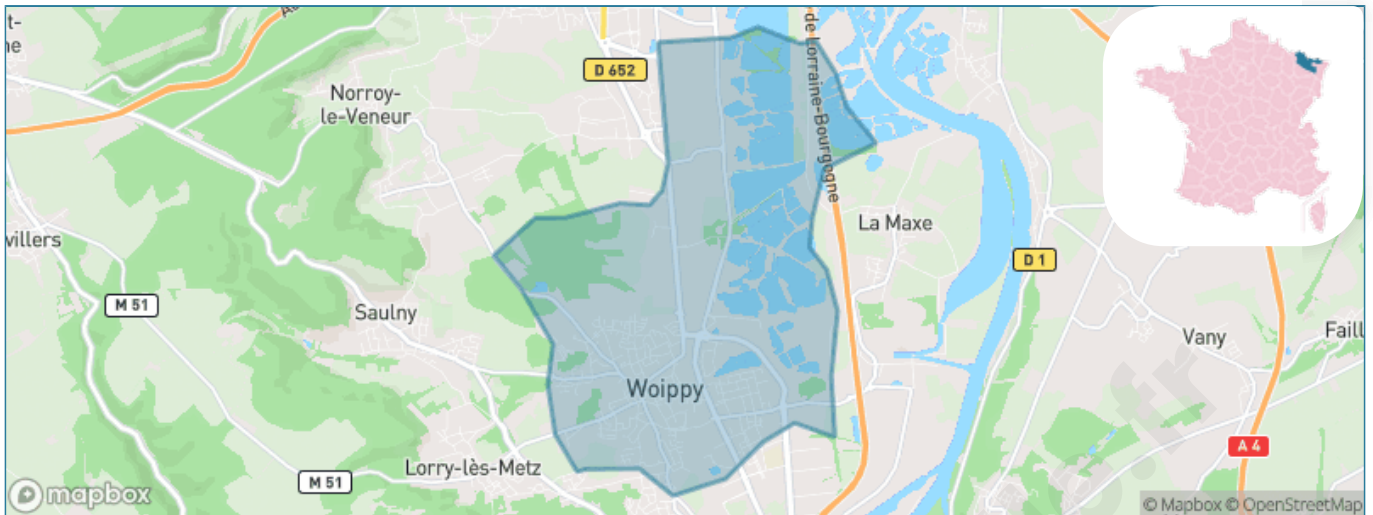 D 652
de Lorraine-Bourgogne
Norroy-
le-Veneur
La Maxe
villers
D 1
M 51
Saulny
Vany
Faill
Woippy
A 4
Lorry-lès-Metz
M 51
mapbox
© Mapbox © OpenStreetMap